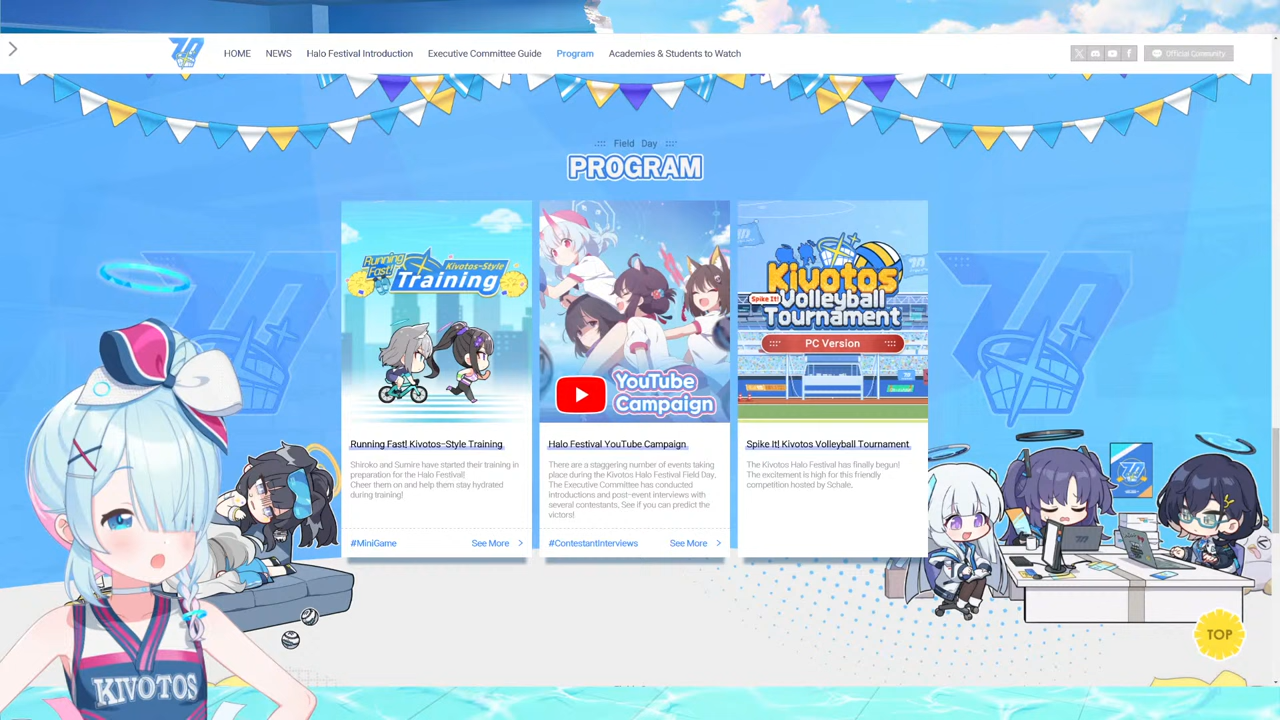 HOME
NEWS
Halo Festival Introduction
Executive Committee Guide
Program
Academies & Students to Watch
Official Community
Field Day
PROGRAM
Running Fast! Kivotos-Style
Training
YouTube
Campaign
Kivotos
Spike It! Volleyball
Tournament
PC Version
Running Fast! Kivotos-Style Training
Shiroko and Sumire have started their training in
preparation for the Halo Festival!
Cheer them on and help them stay hydrated
during training!
#MiniGame
See More
Halo Festival YouTube Campaign
There are a staggering number of events taking
place during the Kivotos Halo Festival Field Day.
The Executive Committee has conducted
introductions and post-event interviews with
several contestants. See if you can predict the
victors!
#ContestantInterviews
See More
Spike It! Kivotos Volleyball Tournament
The Kivotos Halo Festival has finally begun!
The excitement is high for this friendly
competition hosted by Schale.
TOP
KIVOTOS